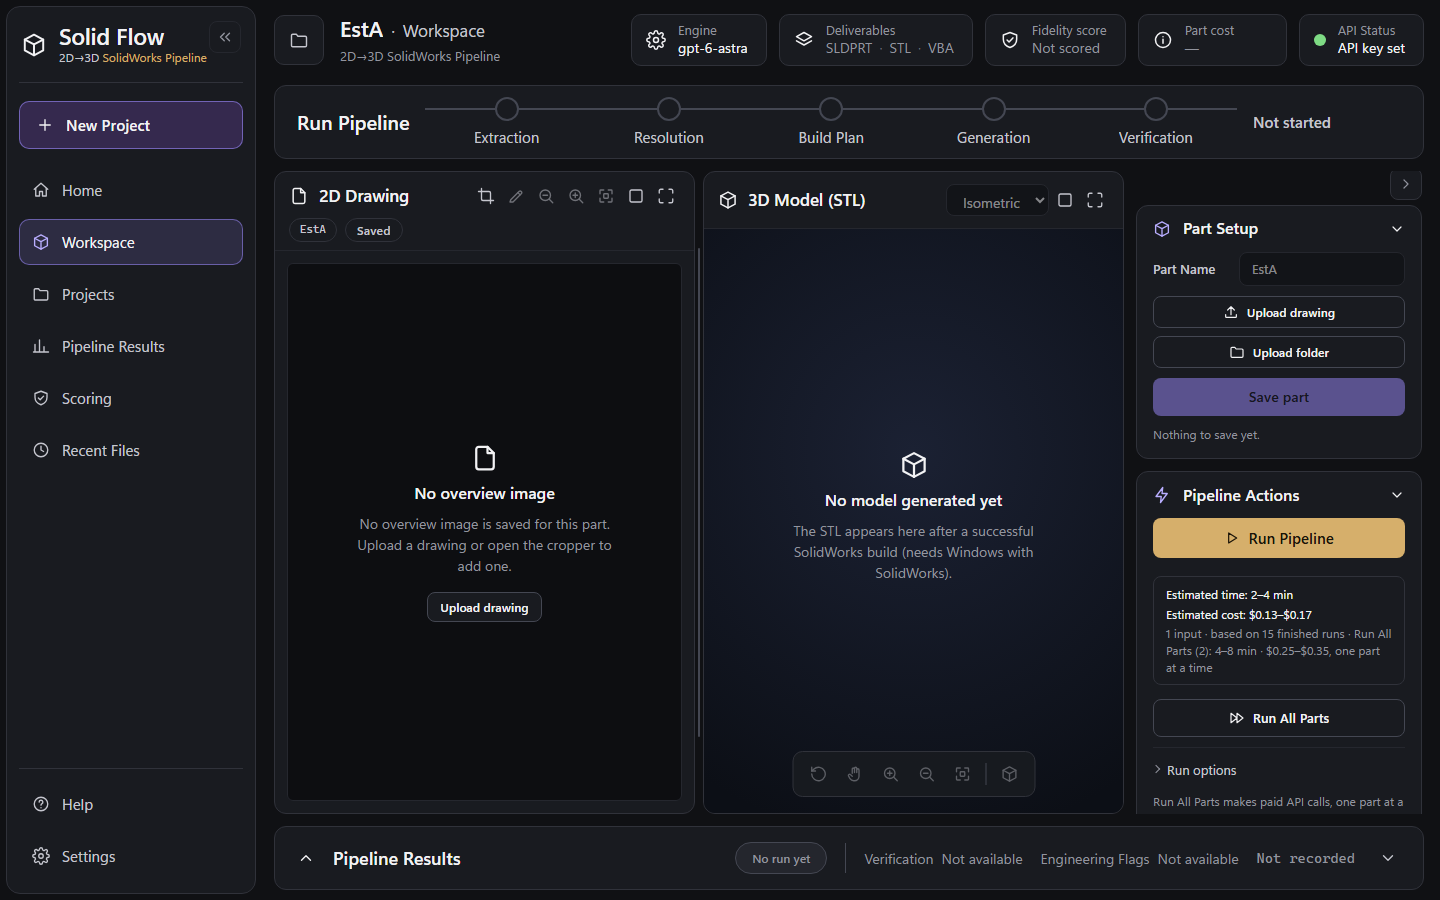 Solid Flow
2D→3D SolidWorks Pipeline
New Project
Home
Workspace
Projects
Pipeline Results
Scoring
Recent Files
Help
Settings
EstA · Workspace
2D→3D SolidWorks Pipeline
Engine
gpt-6-astra
Deliverables
SLDPRT · STL · VBA
Fidelity score
Not scored
Part cost
—
API Status
API key set
Run Pipeline
Extraction
Resolution
Build Plan
Generation
Verification
Not started
2D Drawing
EstA
Saved
No overview image
No overview image is saved for this part.
Upload a drawing or open the cropper to
add one.
Upload drawing
3D Model (STL)
Isometric
No model generated yet
The STL appears here after a successful
SolidWorks build (needs Windows with
SolidWorks).
Part Setup
Part Name
EstA
Upload drawing
Upload folder
Save part
Nothing to save yet.
Pipeline Actions
Run Pipeline
Estimated time: 2–4 min
Estimated cost: $0.13–$0.17
1 input · based on 15 finished runs · Run All
Parts (2): 4–8 min · $0.25–$0.35, one part
at a time
Run All Parts
Run options
Run All Parts makes paid API calls, one part at a
Pipeline Results
No run yet
Verification Not available
Engineering Flags Not available
Not recorded